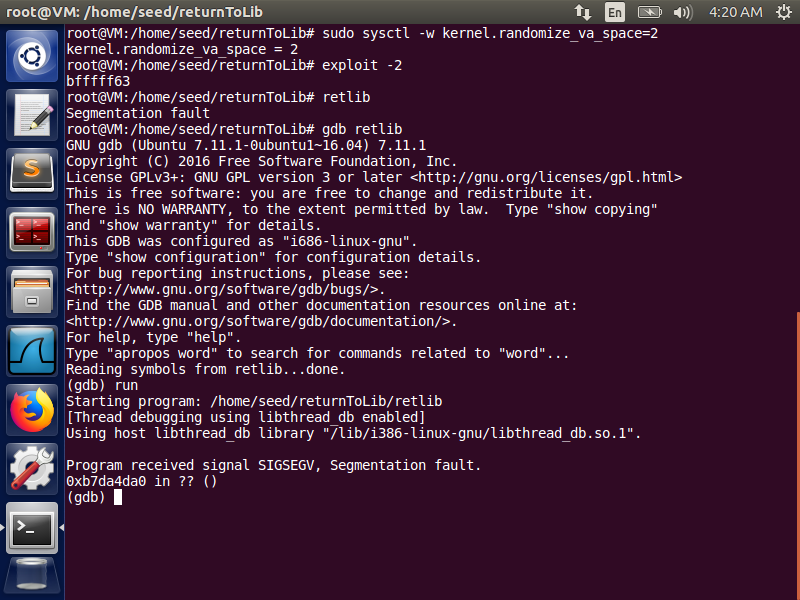 root@VM: /home/seed/returnToLib
En
4:20 AM
root@VM:/home/seed/returnToLib# sudo sysctl -w kernel.randomize_va_space=2
kernel.randomize_va_space = 2
root@VM:/home/seed/returnToLib# exploit -2
bfffff63
root@VM:/home/seed/returnToLib# retlib
Segmentation fault
root@VM:/home/seed/returnToLib# gdb retlib
GNU gdb (Ubuntu 7.11.1-0ubuntu1~16.04) 7.11.1
Copyright (C) 2016 Free Software Foundation, Inc.
License GPLv3+: GNU GPL version 3 or later <http://gnu.org/licenses/gpl.html>
This is free software: you are free to change and redistribute it.
There is NO WARRANTY, to the extent permitted by law.  Type "show copying"
and "show warranty" for details.
This GDB was configured as "i686-linux-gnu".
Type "show configuration" for configuration details.
For bug reporting instructions, please see:
<http://www.gnu.org/software/gdb/bugs/>.
Find the GDB manual and other documentation resources online at:
<http://www.gnu.org/software/gdb/documentation/>.
For help, type "help".
Type "apropos word" to search for commands related to "word"...
Reading symbols from retlib...done.
(gdb) run
Starting program: /home/seed/returnToLib/retlib
[Thread debugging using libthread_db enabled]
Using host libthread_db library "/lib/i386-linux-gnu/libthread_db.so.1".

Program received signal SIGSEGV, Segmentation fault.
0xb7da4da0 in ?? ()
(gdb)